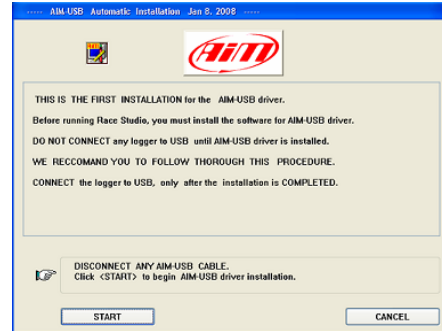 ----- AIM-USB Automatic Installation Jan 8. 2008 -----
AiM
THIS IS THE FIRST INSTALLATION for the AIM-USB driver.
Before running Race Studio, you must install the software for AIM-USB driver.
DO NOT CONNECT any logger to USB until AIM-USB driver is installed.
WE RECCOMAND YOU TO FOLLOW THOROUGH THIS PROCEDURE.
CONNECT the logger to USB, only after the installation is COMPLETED.
DISCONNECT ANY AIM-USB CABLE.
Click <START> to begin AIM-USB driver installation.
START
CANCEL